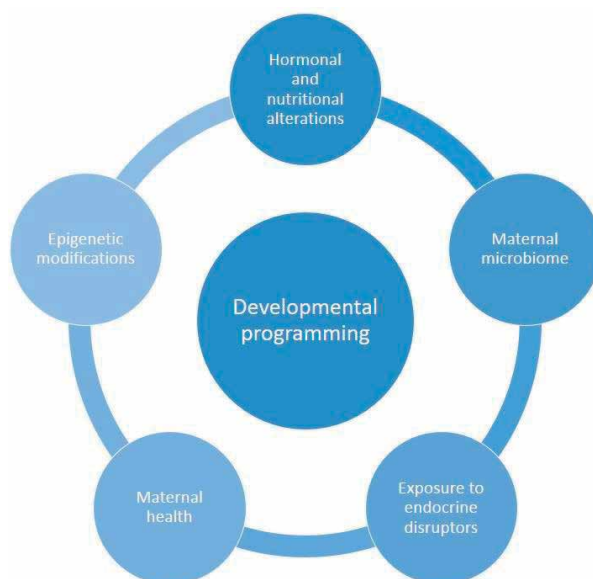 Hormonal
and
nutritional
alterations
Epigenetic
modifications
Maternal
microbiome
Developmental
programming
Maternal
health
Exposure to
endocrine
disruptors